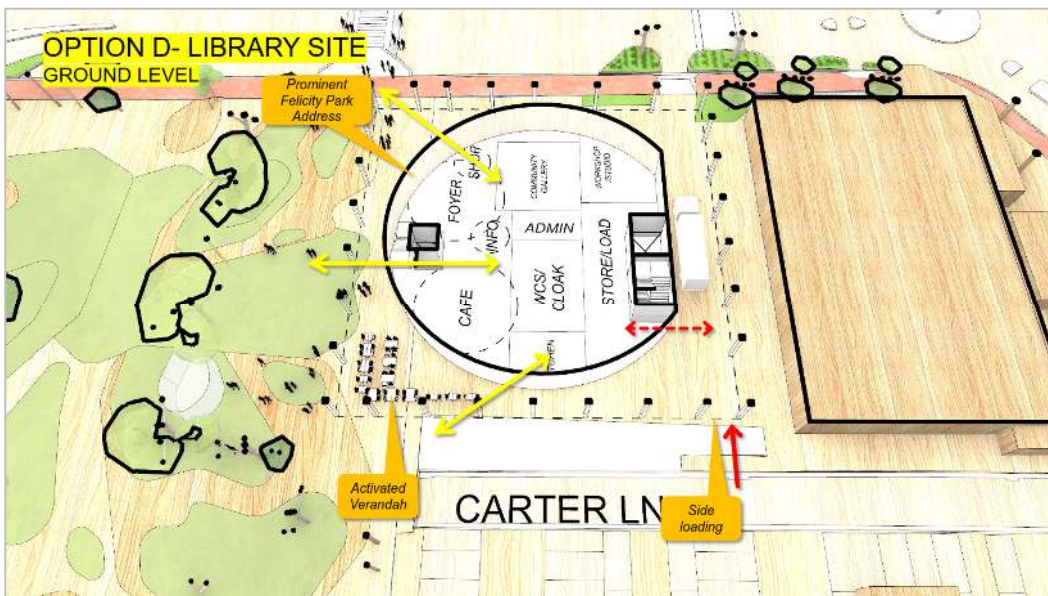 OPTION D- LIBRARY SITE
GROUND LEVEL
Prominent
Felicity Park
Address
SHOP
FOYER
COMMUNITY
GALLERY
WORKSHOP
/STUDIO
INFO
ADMIN
CAFE
WCS/
CLOAK
STORE/LOAD
Activated
Verandah
CARTER LN
Side
loading